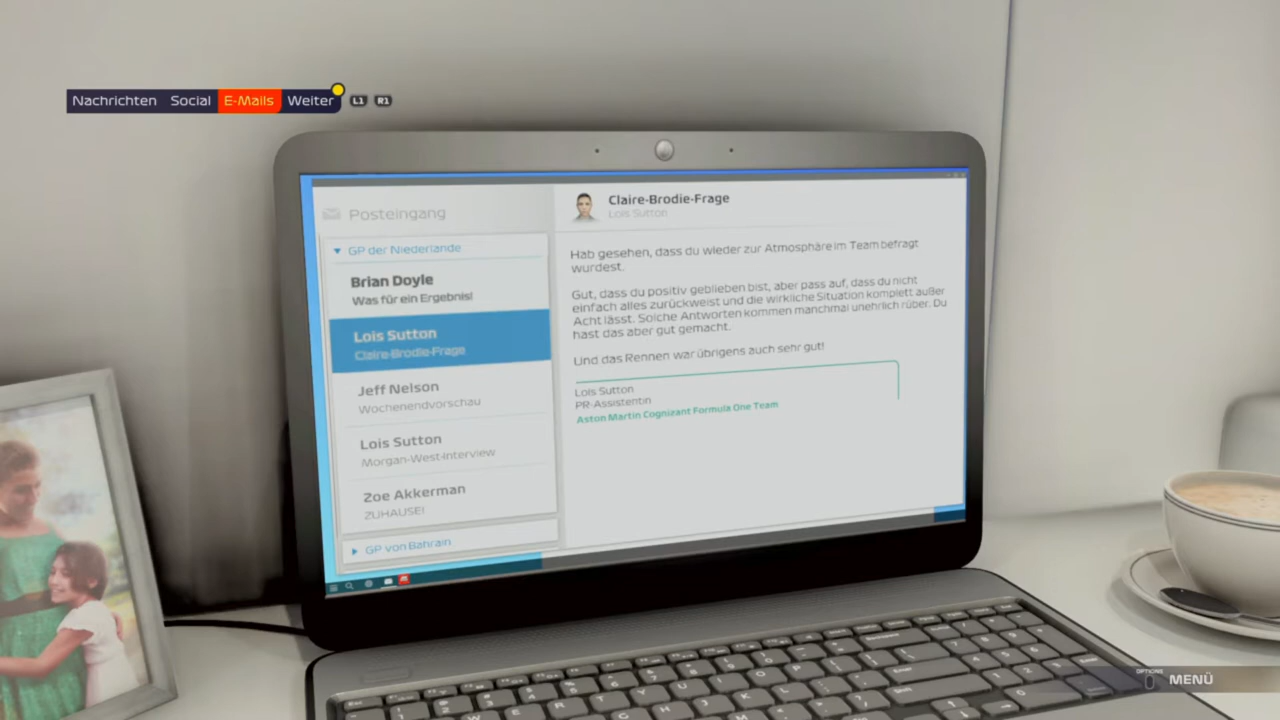 Nachrichten Social E-Mails Weiter L1 R1
Posteingang
GP der Niederlande
Brian Doyle
Was für ein Ergebnis!
Lois Sutton
Claire-Brodie-Frage
Jeff Nelson
Wochenendvorschau
Lois Sutton
Morgan-West-Interview
Zoe Akkerman
ZUHAUSE!
GP von Bahrain
Claire-Brodie-Frage
Lois Sutton
Hab gesehen, dass du wieder zur Atmosphäre im Team befragt
wurdest.
Gut, dass du positiv geblieben bist, aber pass auf, dass du nicht
einfach alles zurückweist und die wirkliche Situation komplett außer
Acht lässt. Solche Antworten kommen manchmal unehrlich rüber. Du
hast das aber gut gemacht.
Und das Rennen war übrigens auch sehr gut!
Lois Sutton
PR-Assistentin
Aston Martin Cognizant Formula One Team
OPTIONS
MENÜ